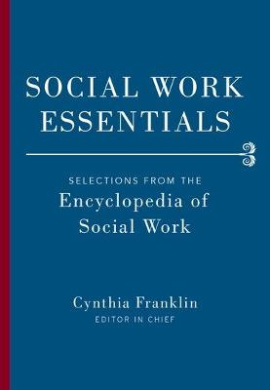 SOCIAL WORK
ESSENTIALS
SELECTIONS FROM THE
Encyclopedia of
Social Work
Cynthia Franklin
EDITOR IN CHIEF